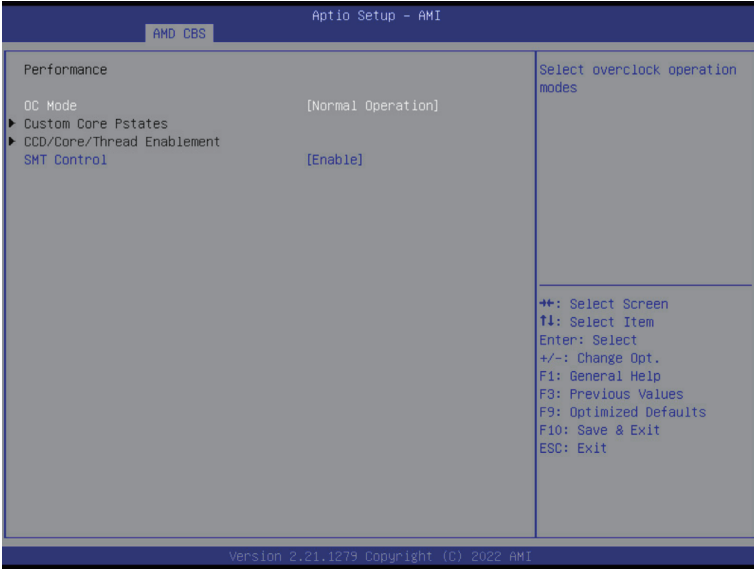 Aptio Setup – AMI
AMD CBS
Performance
OC Mode [Normal Operation]
Custom Core Pstates
CCD/Core/Thread Enablement
SMT Control [Enable]
Select overclock operation
modes
→←: Select Screen
↑↓: Select Item
Enter: Select
+/-: Change Opt.
F1: General Help
F3: Previous Values
F9: Optimized Defaults
F10: Save & Exit
ESC: Exit
Version 2.21.1279 Copyright (C) 2022 AMI